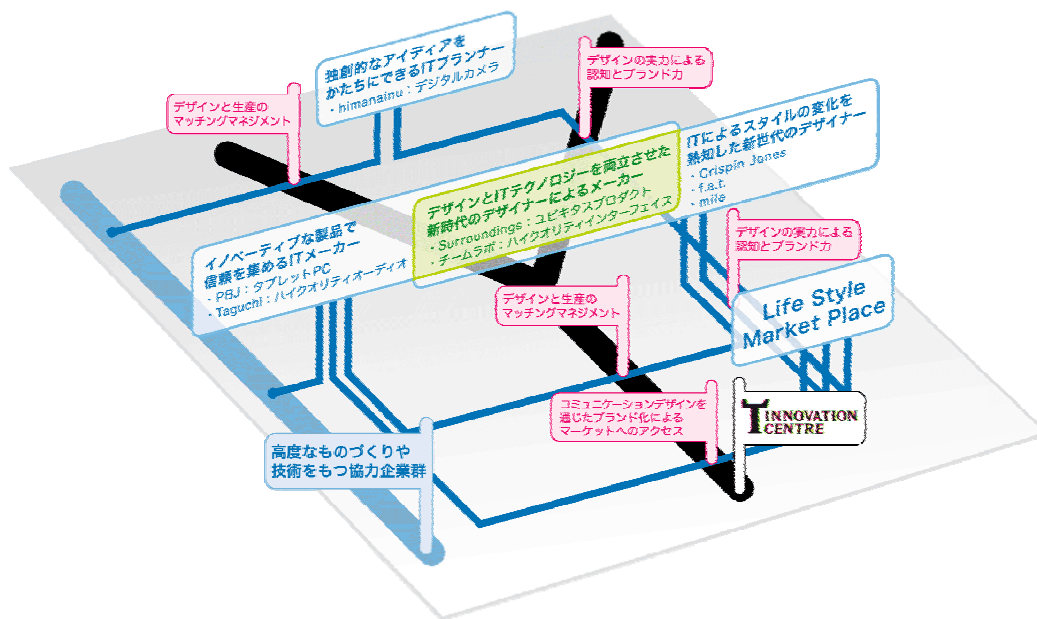 独創的なアイディアを
かたちにできるITプランナー
・himanainu：デジタルカメラ
デザインの実力による
認知とブランド力
デザインと生産の
マッチングマネジメント
ITによるスタイルの変化を
熟知した新世代のデザイナー
・Crispin Jones
・f.a.t.
・mile
デザインとITテクノロジーを両立させた
新時代のデザイナーによるメーカー
・Surroundings：ユビキタスプロダクト
・チームラボ：ハイクオリティインターフェイス
イノベーティブな製品で
信頼を集めるITメーカー
・PBJ：タブレットPC
・Taguchi：ハイクオリティオーディオ
デザインの実力による
認知とブランド力
デザインと生産の
マッチングマネジメント
Life Style
Market Place
コミュニケーションデザインを
通じたブランド化による
マーケットへのアクセス
T INNOVATION
CENTRE
高度なものづくりや
技術をもつ協力企業群